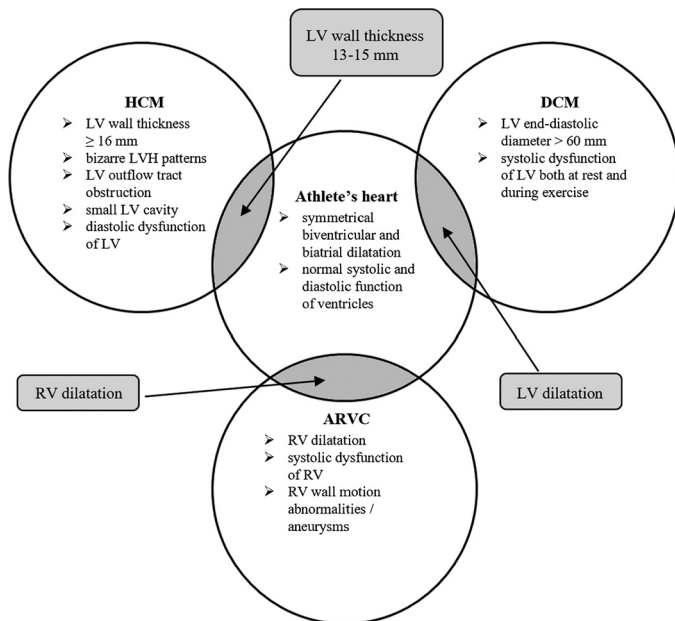 LV wall thickness
13-15 mm
HCM
➢ LV wall thickness
≥ 16 mm
➢ bizarre LVH patterns
➢ LV outflow tract
obstruction
➢ small LV cavity
➢ diastolic dysfunction
of LV
DCM
➢ LV end-diastolic
diameter > 60 mm
➢ systolic dysfunction
of LV both at rest and
during exercise
Athlete's heart
➢ symmetrical
biventricular and
biatrial dilatation
➢ normal systolic and
diastolic function
of ventricles
RV dilatation
LV dilatation
ARVC
➢ RV dilatation
➢ systolic dysfunction
of RV
➢ RV wall motion
abnormalities /
aneurysms